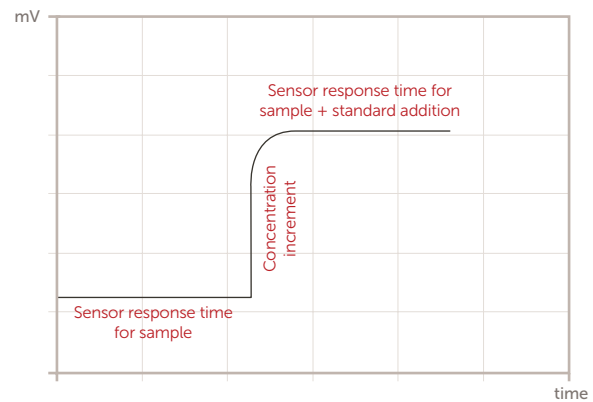 mV
Sensor response time for
sample + standard addition
Concentration
increment
Sensor response time
for sample
time